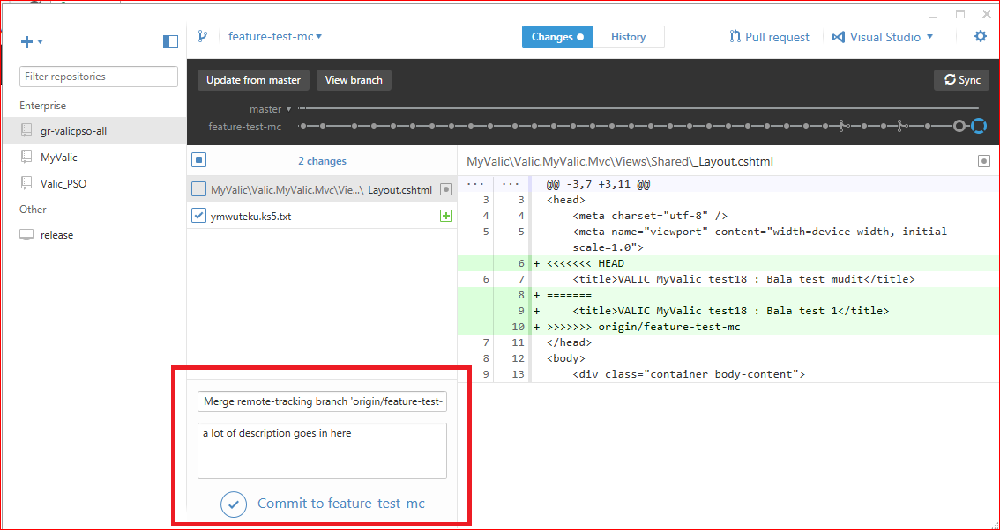 feature-test-mc
Changes
History
Pull request
Visual Studio
Filter repositories
Enterprise
gr-valicpso-all
MyValic
Valic_PSO
Other
release
Update from master
View branch
Sync
master
feature-test-mc
2 changes
MyValic\Valic.MyValic.Mvc\Vie...\_Layout.cshtml
ymwuteku.ks5.txt
Merge remote-tracking branch 'origin/feature-test-
a lot of description goes in here
Commit to feature-test-mc
MyValic\Valic.MyValic.Mvc\Views\Shared\_Layout.cshtml
... ... @@ -3,7 +3,11 @@
3 3 <head>
4 4 <meta charset="utf-8" />
5 5 <meta name="viewport" content="width=device-width, initial-
scale=1.0">
6 + <<<<<<< HEAD
6 7 <title>VALIC MyValic test18 : Bala test mudit</title>
8 + =======
9 + <title>VALIC MyValic test18 : Bala test 1</title>
10 + >>>>>>> origin/feature-test-mc
7 11 </head>
8 12 <body>
9 13 <div class="container body-content">